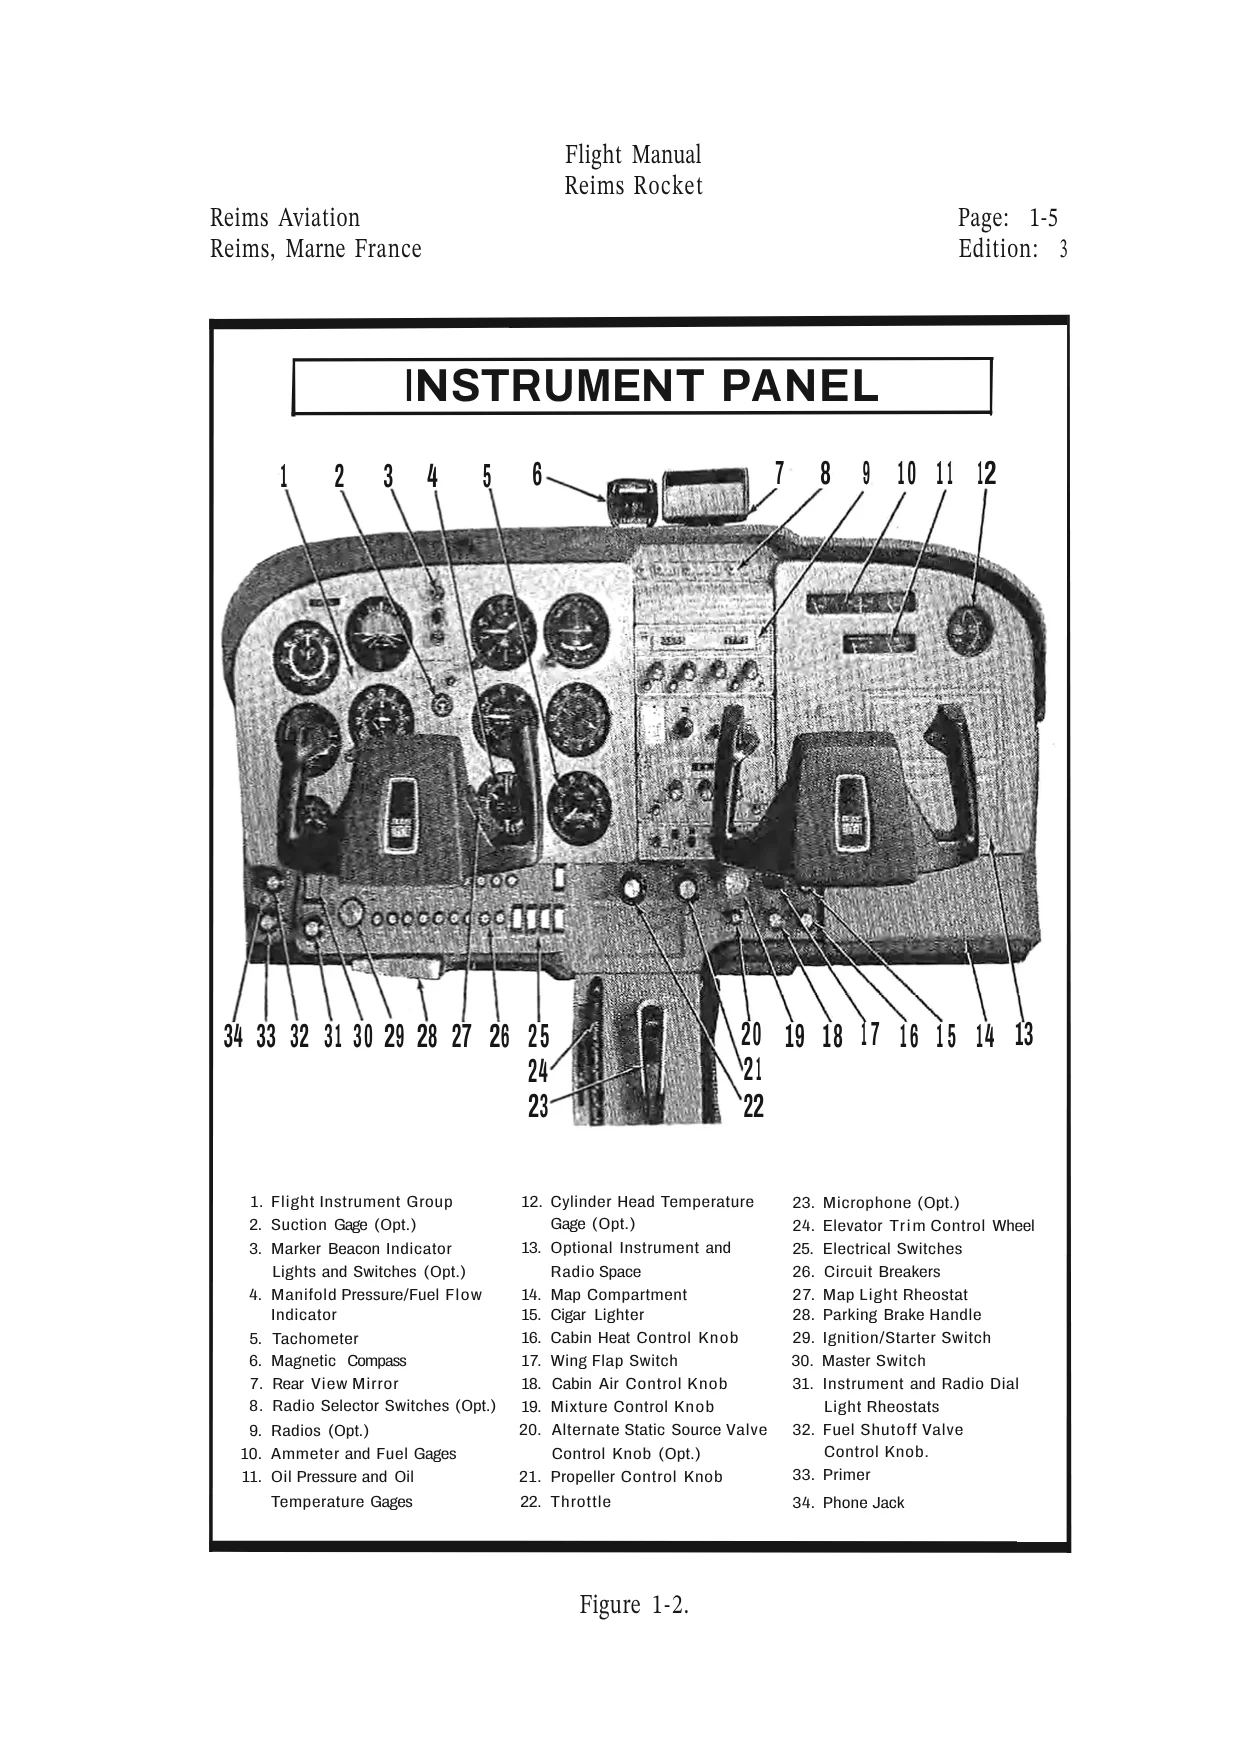 Flight Manual
Reims Rocket
Reims Aviation Page: 1-5
Reims, Marne France Edition: 3
INSTRUMENT PANEL
1 2 3 4 5 6 7 8 9 10 11 12
34 33 32 31 30 29 28 27 26 25 20 19 18 17 16 15 14 13
24 21
23 22
1. Flight Instrument Group
2. Suction Gage (Opt.)
3. Marker Beacon Indicator
Lights and Switches (Opt.)
4. Manifold Pressure/Fuel Flow
Indicator
5. Tachometer
6. Magnetic Compass
7. Rear View Mirror
8. Radio Selector Switches (Opt.)
9. Radios (Opt.)
10. Ammeter and Fuel Gages
11. Oil Pressure and Oil
Temperature Gages
12. Cylinder Head Temperature
Gage (Opt.)
13. Optional Instrument and
Radio Space
14. Map Compartment
15. Cigar Lighter
16. Cabin Heat Control Knob
17. Wing Flap Switch
18. Cabin Air Control Knob
19. Mixture Control Knob
20. Alternate Static Source Valve
Control Knob (Opt.)
21. Propeller Control Knob
22. Throttle
23. Microphone (Opt.)
24. Elevator Trim Control Wheel
25. Electrical Switches
26. Circuit Breakers
27. Map Light Rheostat
28. Parking Brake Handle
29. Ignition/Starter Switch
30. Master Switch
31. Instrument and Radio Dial
Light Rheostats
32. Fuel Shutoff Valve
Control Knob.
33. Primer
34. Phone Jack
Figure 1-2.